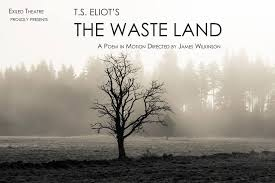 EXILED THEATRE
PROUDLY PRESENTS
T.S. ELIOT'S
THE WASTE LAND
A POEM IN MOTION DIRECTED BY JAMES WILKINSON